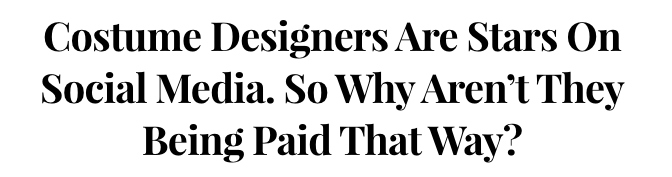 Costume Designers Are Stars On
Social Media. So Why Aren’t They
Being Paid That Way?